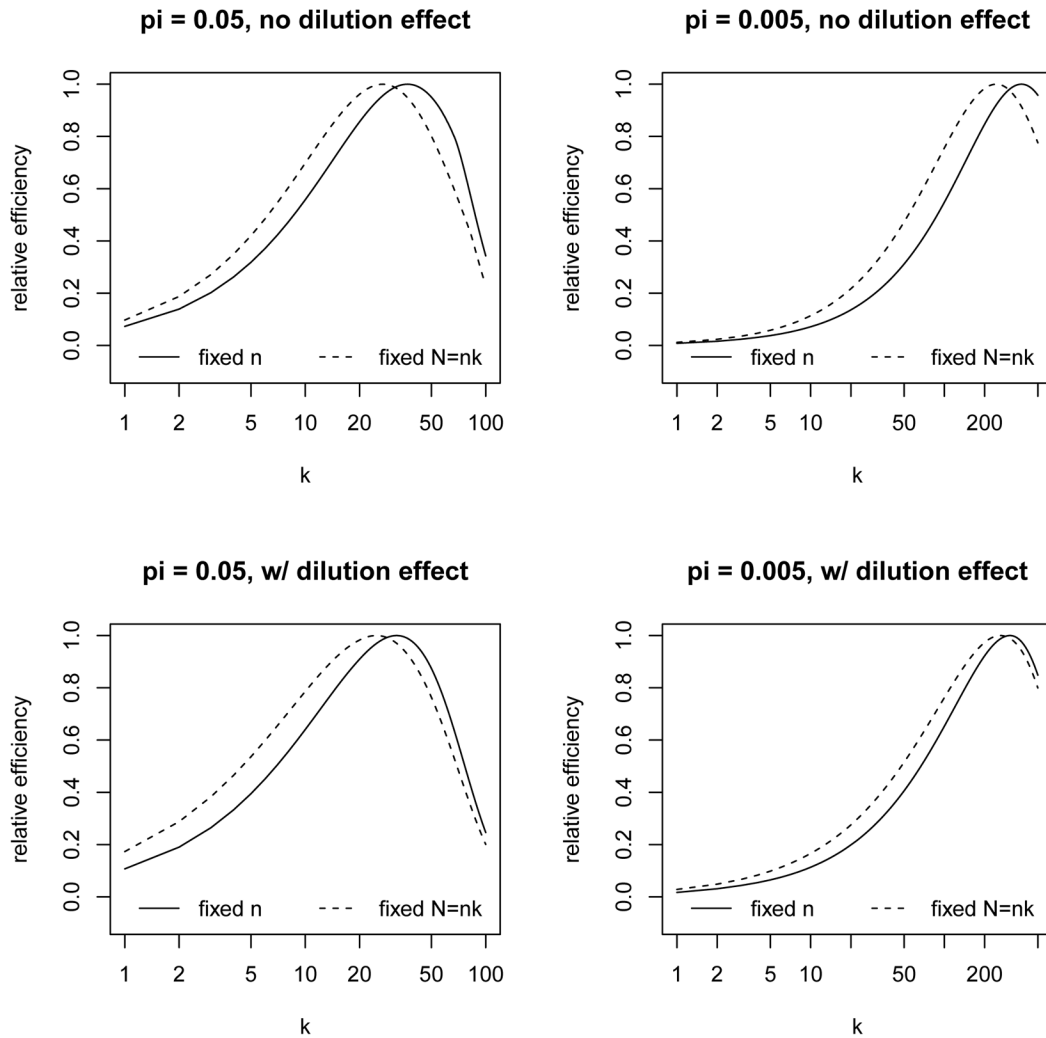 pi = 0.05, no dilution effect
relative efficiency
0.0 0.2 0.4 0.6 0.8 1.0
fixed n fixed N=nk
1 2 5 10 20 50 100
k
pi = 0.005, no dilution effect
relative efficiency
0.0 0.2 0.4 0.6 0.8 1.0
fixed n fixed N=nk
1 2 5 10 50 200
k
pi = 0.05, w/ dilution effect
relative efficiency
0.0 0.2 0.4 0.6 0.8 1.0
fixed n fixed N=nk
1 2 5 10 20 50 100
k
pi = 0.005, w/ dilution effect
relative efficiency
0.0 0.2 0.4 0.6 0.8 1.0
fixed n fixed N=nk
1 2 5 10 50 200
k